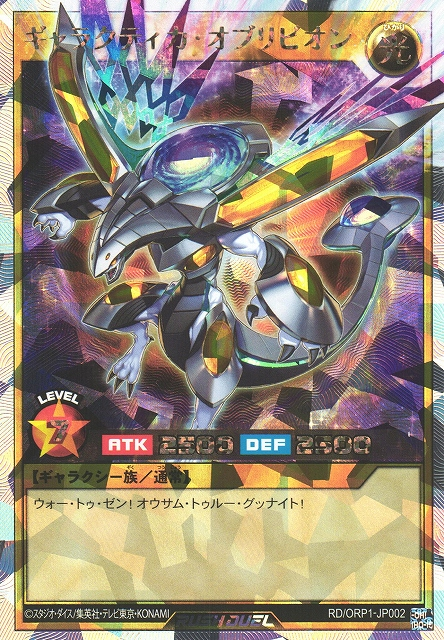 ギャラクティカ・オブリビオン
ひかり
光
LEVEL
7
ATK 2500 DEF 2500
【ギャラクシー族／通常】
ウォー・トゥ・ゼン！オウサム・トゥルー・グッナイト！
©スタジオ・ダイス/集英社・テレビ東京・KONAMI
RUSH DUEL
RD/ORP1-JP002